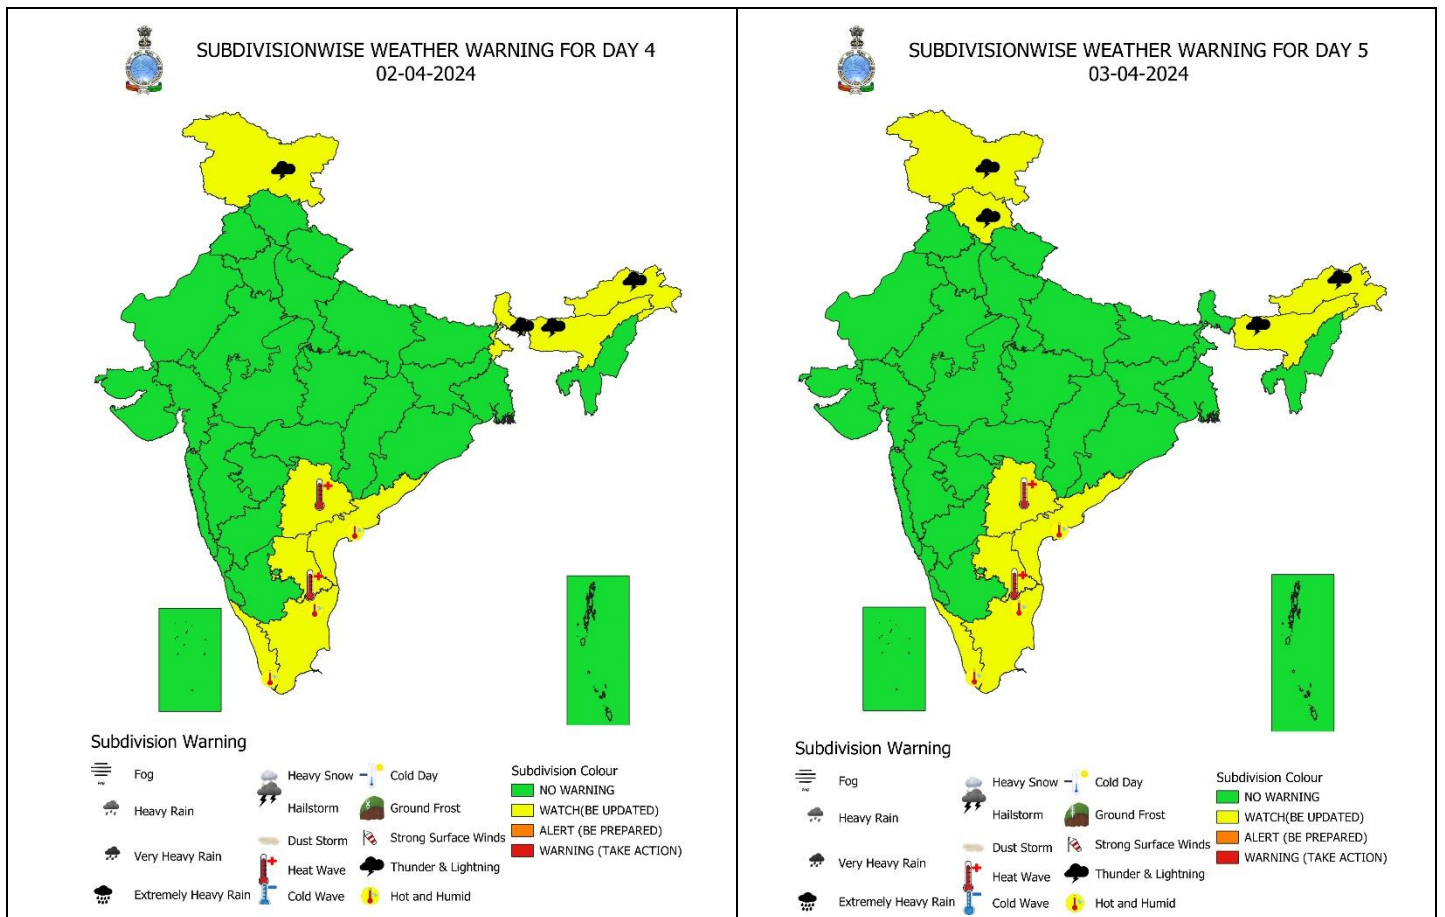 SUBDIVISIONWISE WEATHER WARNING FOR DAY 4
02-04-2024
Subdivision Warning
Fog
Heavy Rain
Very Heavy Rain
Extremely Heavy Rain
Heavy Snow
Hailstorm
Dust Storm
Heat Wave
Cold Wave
Cold Day
Ground Frost
Strong Surface Winds
Thunder & Lightning
Hot and Humid
Subdivision Colour
NO WARNING
WATCH(BE UPDATED)
ALERT (BE PREPARED)
WARNING (TAKE ACTION)
SUBDIVISIONWISE WEATHER WARNING FOR DAY 5
03-04-2024
Subdivision Warning
Fog
Heavy Rain
Very Heavy Rain
Extremely Heavy Rain
Heavy Snow
Hailstorm
Dust Storm
Heat Wave
Cold Wave
Cold Day
Ground Frost
Strong Surface Winds
Thunder & Lightning
Hot and Humid
Subdivision Colour
NO WARNING
WATCH(BE UPDATED)
ALERT (BE PREPARED)
WARNING (TAKE ACTION)